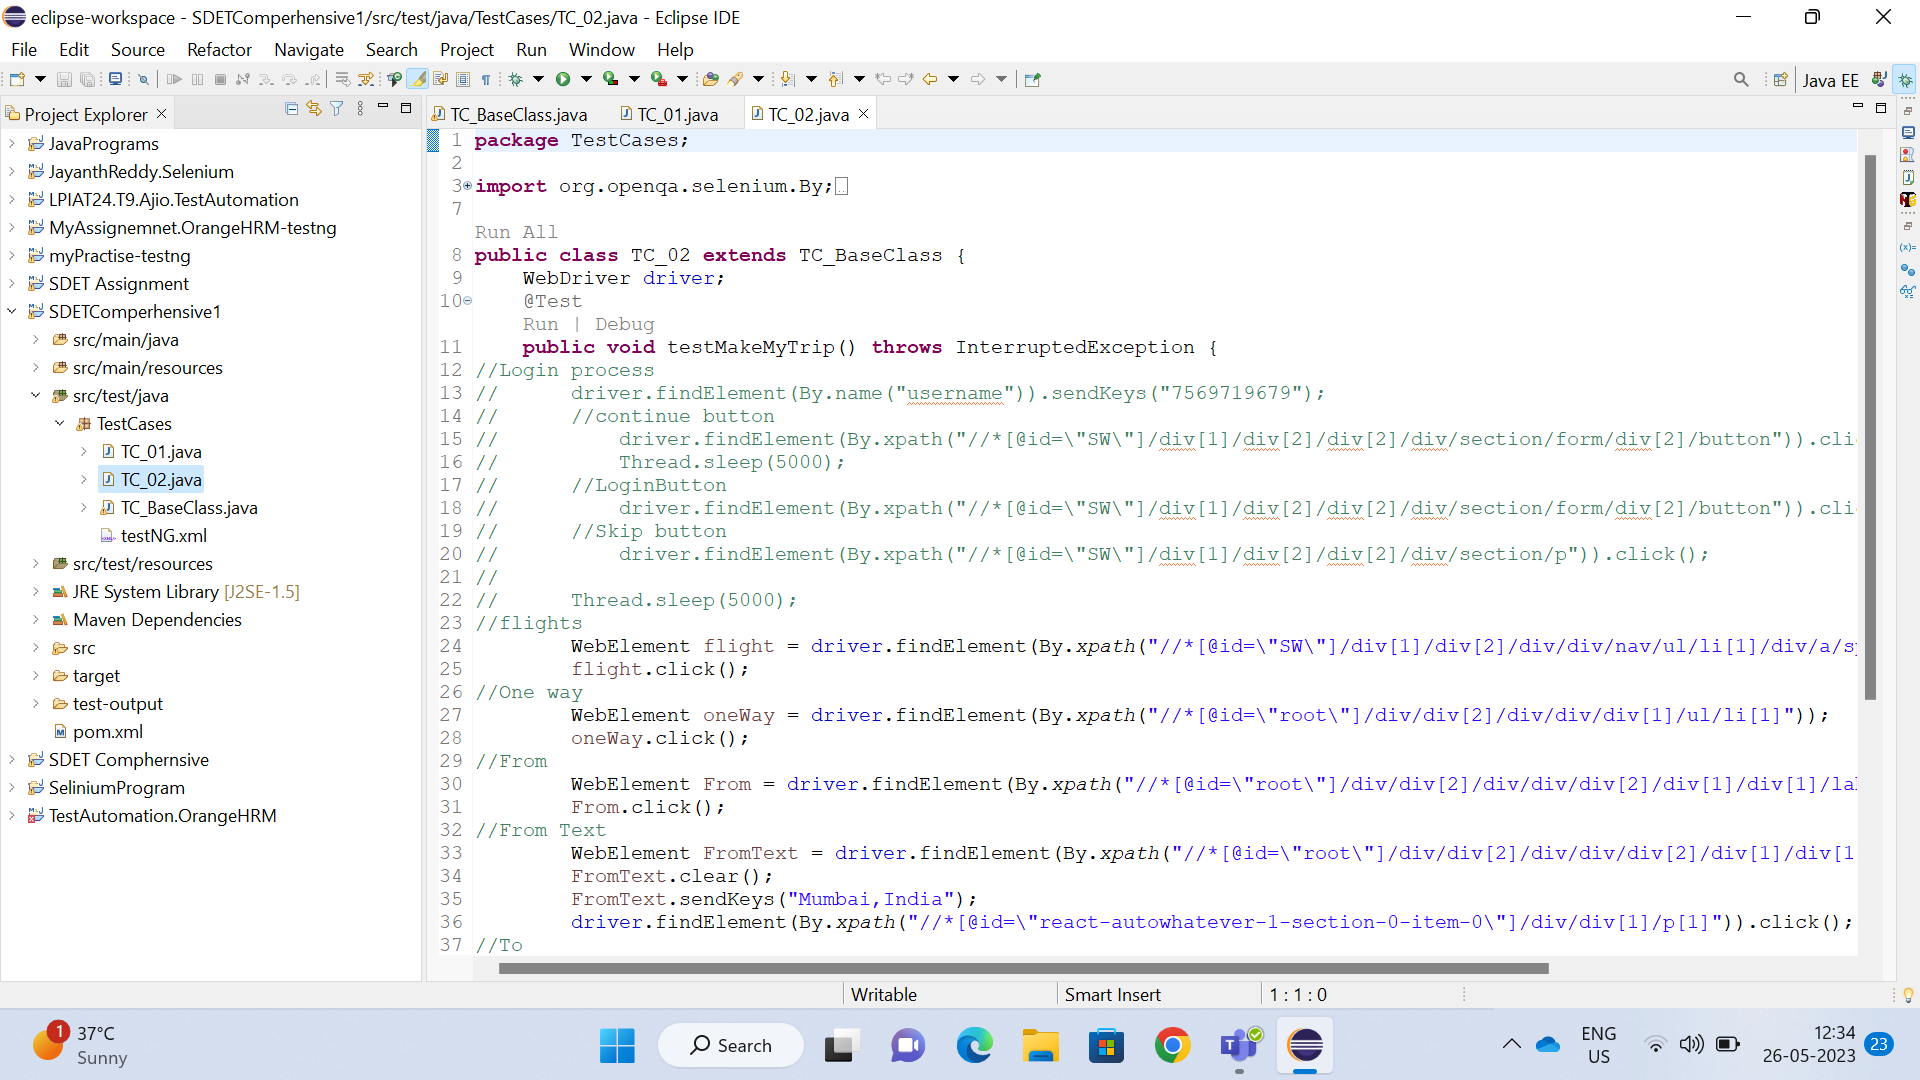 eclipse-workspace - SDETComperhensive1/src/test/java/TestCases/TC_02.java - Eclipse IDE
File Edit Source Refactor Navigate Search Project Run Window Help
Java EE
Project Explorer
JavaPrograms
JayanthReddy.Selenium
LPIAT24.T9.Ajio.TestAutomation
MyAssignemnet.OrangeHRM-testng
myPractise-testng
SDET Assignment
SDETComperhensive1
src/main/java
src/main/resources
src/test/java
TestCases
TC_01.java
TC_02.java
TC_BaseClass.java
testNG.xml
src/test/resources
JRE System Library [J2SE-1.5]
Maven Dependencies
src
target
test-output
pom.xml
SDET Comphernsive
SeliniumProgram
TestAutomation.OrangeHRM
TC_BaseClass.java TC_01.java TC_02.java
1 package TestCases;
2
3 import org.openqa.selenium.By;
7
Run All
8 public class TC_02 extends TC_BaseClass {
9 WebDriver driver;
10 @Test
Run | Debug
11 public void testMakeMyTrip() throws InterruptedException {
12 //Login process
13 // driver.findElement(By.name("username")).sendKeys("7569719679");
14 // //continue button
15 // driver.findElement(By.xpath("//*[@id=\"SW\"]/div[1]/div[2]/div[2]/div/section/form/div[2]/button")).cli
16 // Thread.sleep(5000);
17 // //LoginButton
18 // driver.findElement(By.xpath("//*[@id=\"SW\"]/div[1]/div[2]/div[2]/div/section/form/div[2]/button")).cli
19 // //Skip button
20 // driver.findElement(By.xpath("//*[@id=\"SW\"]/div[1]/div[2]/div[2]/div/section/p")).click();
21 //
22 // Thread.sleep(5000);
23 //flights
24 WebElement flight = driver.findElement(By.xpath("//*[@id=\"SW\"]/div[1]/div[2]/div/div/nav/ul/li[1]/div/a/s
25 flight.click();
26 //One way
27 WebElement oneWay = driver.findElement(By.xpath("//*[@id=\"root\"]/div/div[2]/div/div/div[1]/ul/li[1]"));
28 oneWay.click();
29 //From
30 WebElement From = driver.findElement(By.xpath("//*[@id=\"root\"]/div/div[2]/div/div/div[2]/div[1]/div[1]/la
31 From.click();
32 //From Text
33 WebElement FromText = driver.findElement(By.xpath("//*[@id=\"root\"]/div/div[2]/div/div/div[2]/div[1]/div[1
34 FromText.clear();
35 FromText.sendKeys("Mumbai,India");
36 driver.findElement(By.xpath("//*[@id=\"react-autowhatever-1-section-0-item-0\"]/div/div[1]/p[1]")).click();
37 //To
Writable Smart Insert 1 : 1 : 0
1
37°C
Sunny
Search
ENG
US
12:34
26-05-2023
23